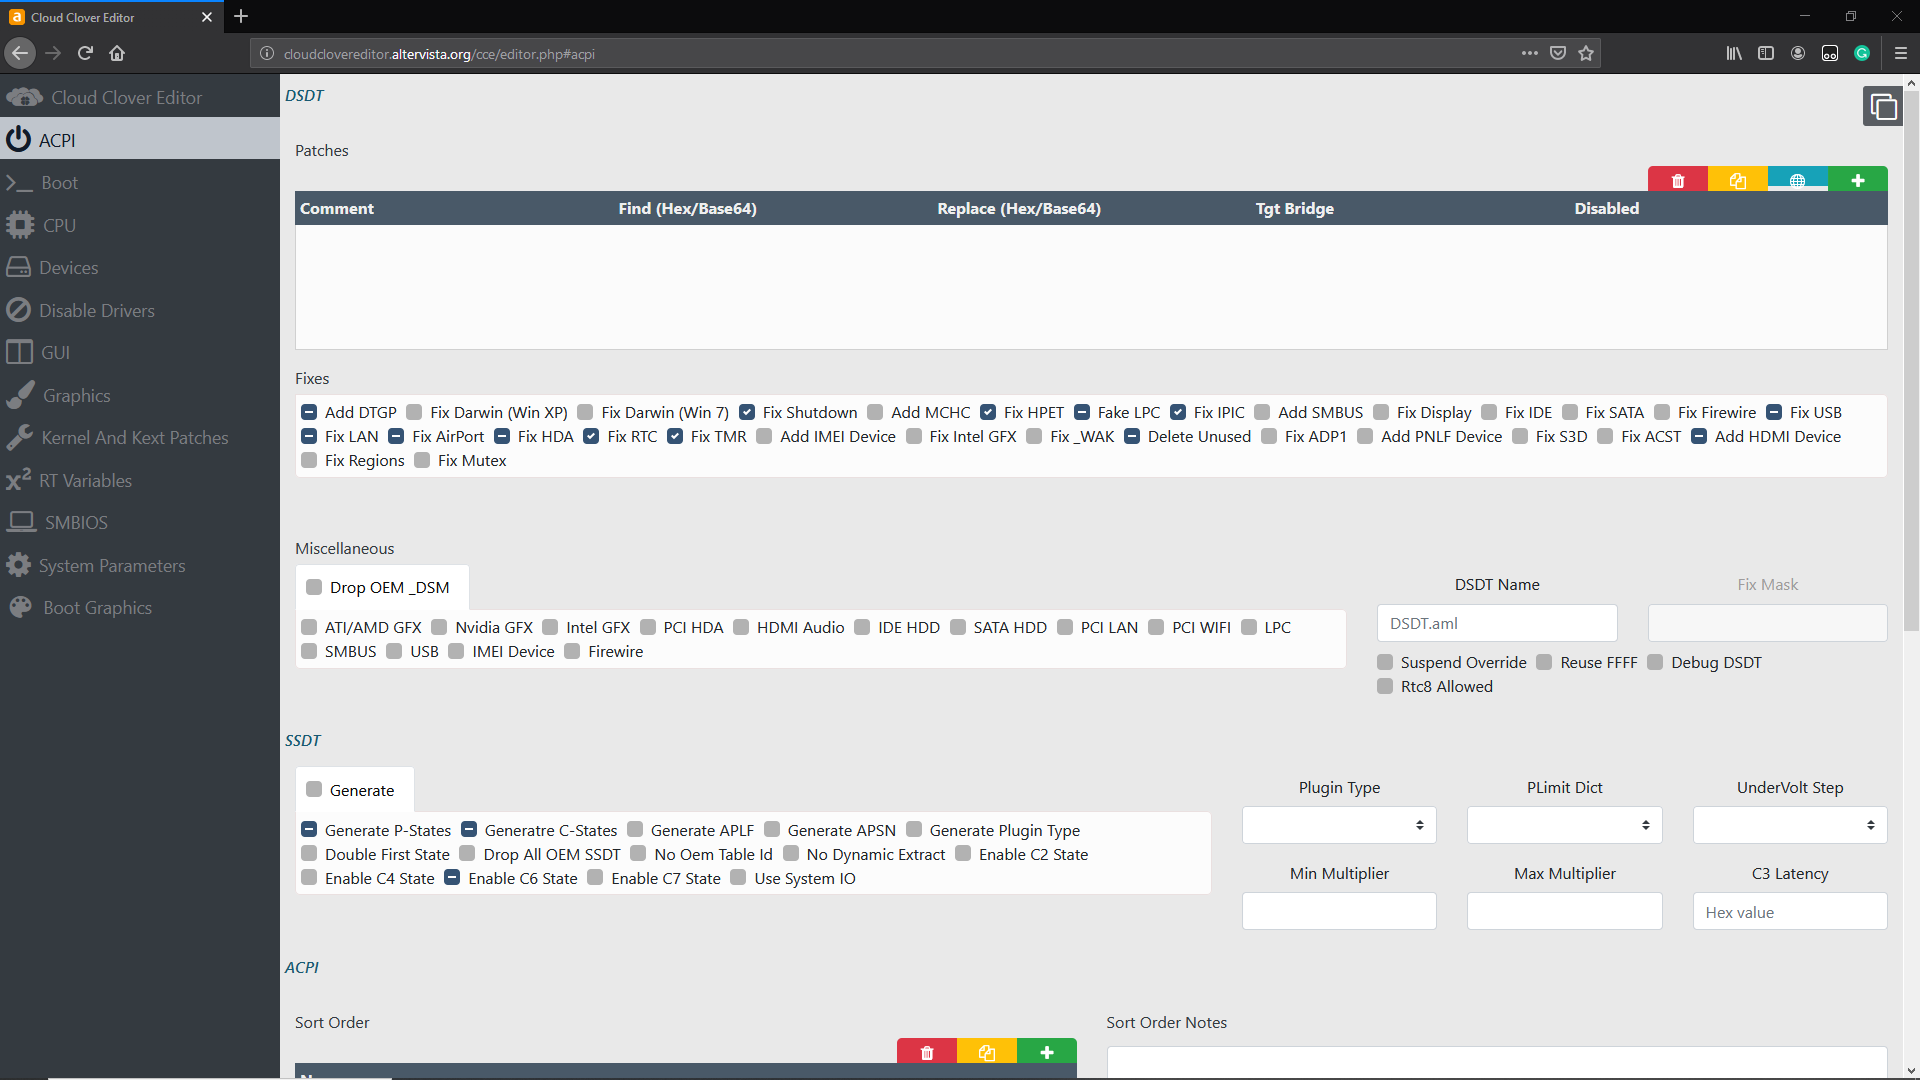 Cloud Clover Editor
cloudclovereditor.altervista.org/cce/editor.php#acpi
Cloud Clover Editor
ACPI
Boot
CPU
Devices
Disable Drivers
GUI
Graphics
Kernel And Kext Patches
RT Variables
SMBIOS
System Parameters
Boot Graphics
DSDT
Patches
Comment Find (Hex/Base64) Replace (Hex/Base64) Tgt Bridge Disabled
Fixes
Add DTGP Fix Darwin (Win XP) Fix Darwin (Win 7) Fix Shutdown Add MCHC Fix HPET Fake LPC Fix IPIC Add SMBUS Fix Display Fix IDE Fix SATA Fix Firewire Fix USB
Fix LAN Fix AirPort Fix HDA Fix RTC Fix TMR Add IMEI Device Fix Intel GFX Fix _WAK Delete Unused Fix ADP1 Add PNLF Device Fix S3D Fix ACST Add HDMI Device
Fix Regions Fix Mutex
Miscellaneous
Drop OEM _DSM
ATI/AMD GFX Nvidia GFX Intel GFX PCI HDA HDMI Audio IDE HDD SATA HDD PCI LAN PCI WIFI LPC
SMBUS USB IMEI Device Firewire
DSDT Name Fix Mask
DSDT.aml
Suspend Override Reuse FFFF Debug DSDT
Rtc8 Allowed
SSDT
Generate
Generate P-States Generatre C-States Generate APLF Generate APSN Generate Plugin Type
Double First State Drop All OEM SSDT No Oem Table Id No Dynamic Extract Enable C2 State
Enable C4 State Enable C6 State Enable C7 State Use System IO
Plugin Type PLimit Dict UnderVolt Step
Min Multiplier Max Multiplier C3 Latency
Hex value
ACPI
Sort Order Sort Order Notes